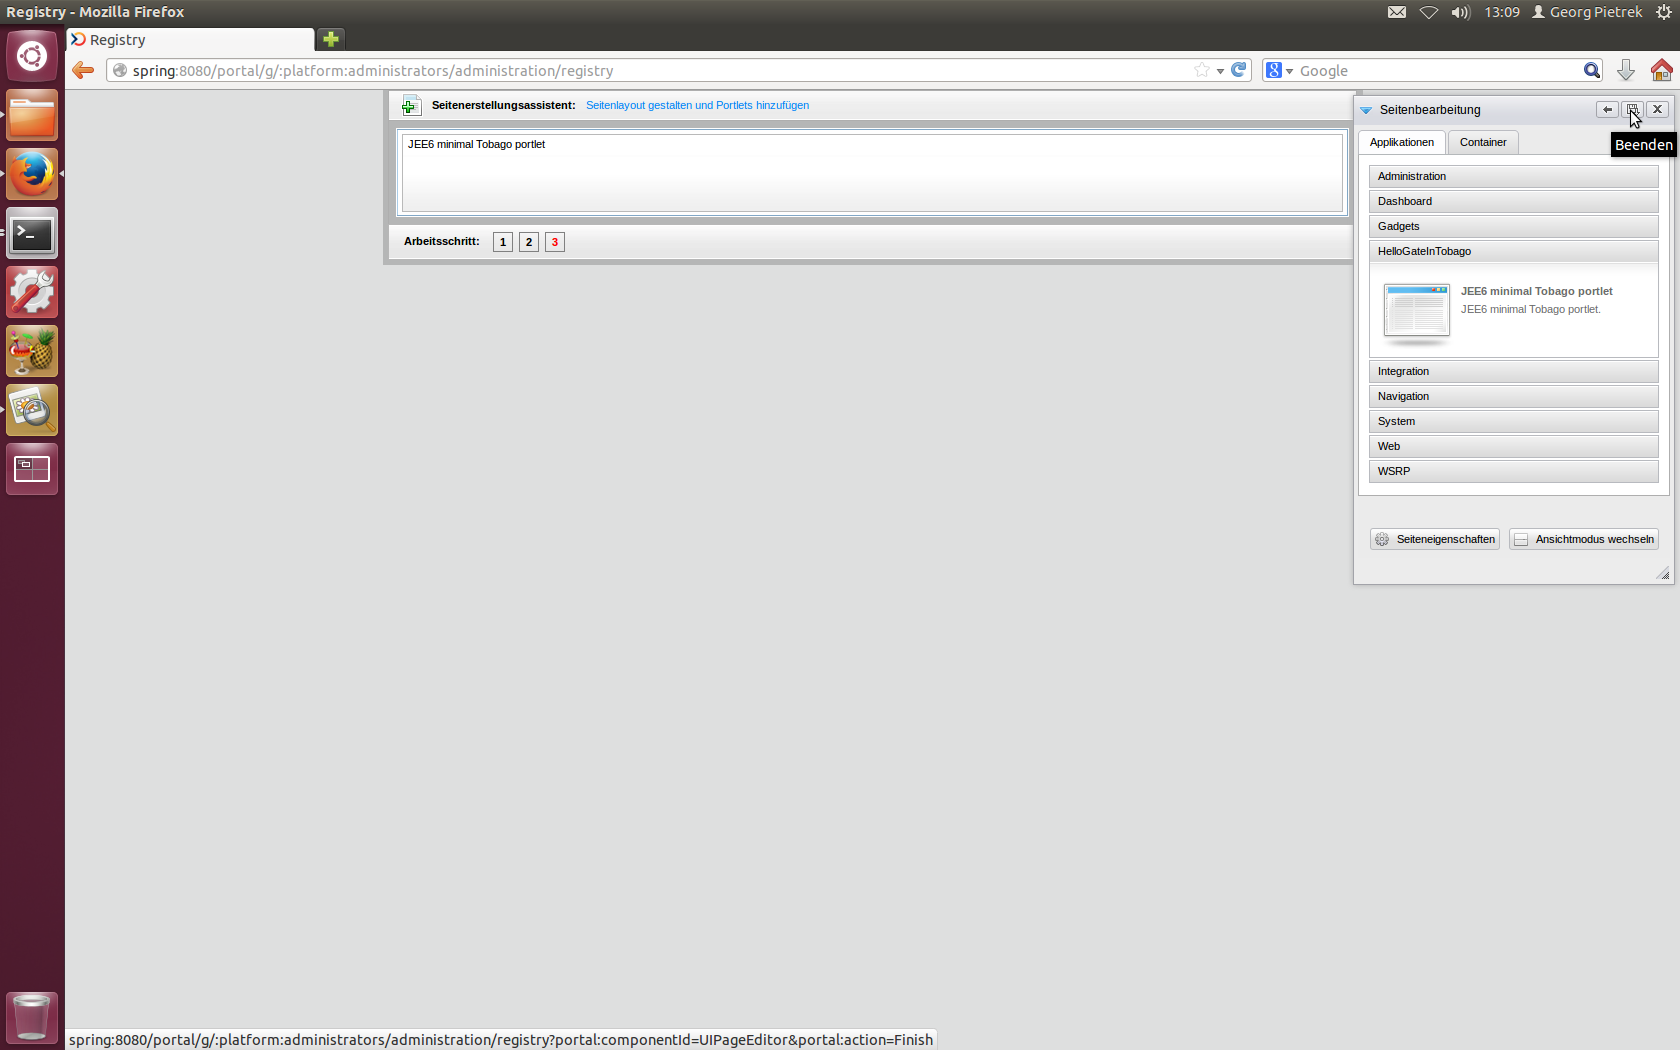 Registry - Mozilla Firefox
13:09 Georg Pietrek
Registry
spring:8080/portal/g/:platform:administrators/administration/registry
8 Google
Seitenerstellungsassistent: Seitenlayout gestalten und Portlets hinzufügen
JEE6 minimal Tobago portlet
Arbeitsschritt: 1 2 3
Seitenbearbeitung
Beenden
Applikationen Container
Administration
Dashboard
Gadgets
HelloGateInTobago
JEE6 minimal Tobago portlet
JEE6 minimal Tobago portlet.
Integration
Navigation
System
Web
WSRP
Seiteneigenschaften Ansichtmodus wechseln
spring:8080/portal/g/:platform:administrators/administration/registry?portal:componentId=UIPageEditor&portal:action=Finish